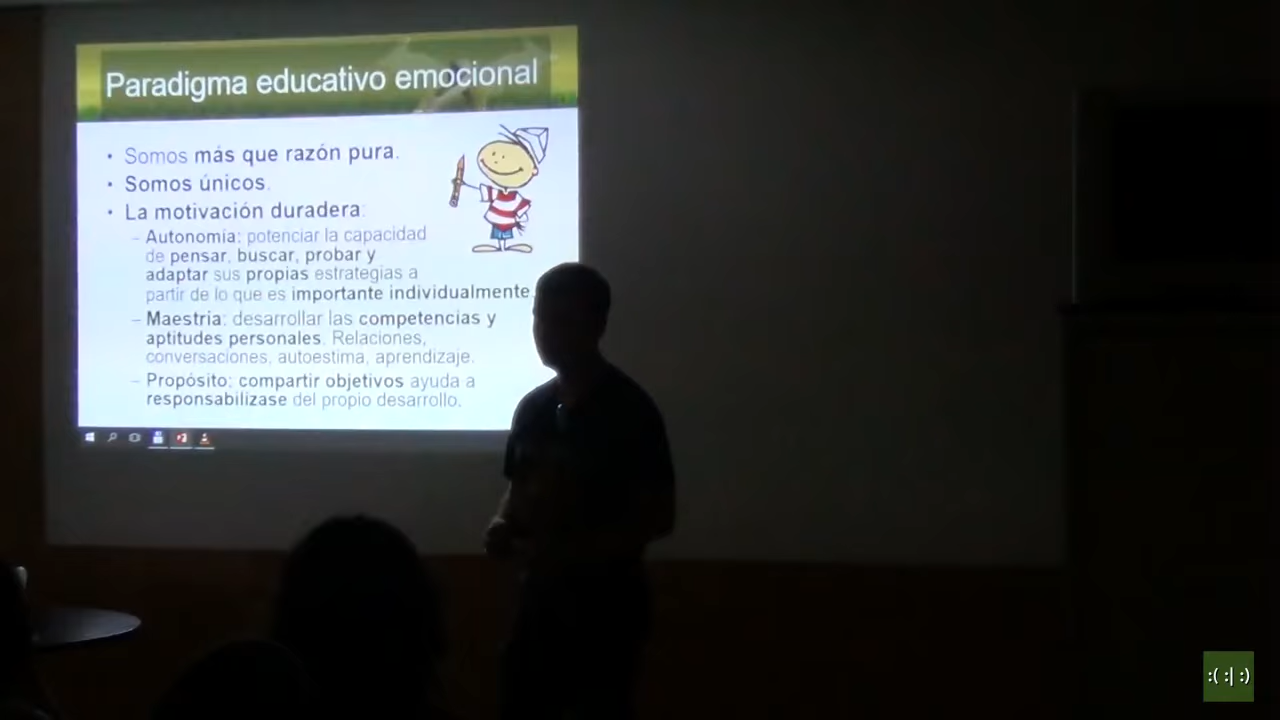 Paradigma educativo emocional
• Somos más que razón pura.
• Somos únicos.
• La motivación duradera:
– Autonomía: potenciar la capacidad
de pensar, buscar, probar y
adaptar sus propias estrategias a
partir de lo que es importante individualmente.
– Maestría: desarrollar las competencias y
aptitudes personales. Relaciones,
conversaciones, autoestima, aprendizaje.
– Propósito: compartir objetivos ayuda a
responsabilizase del propio desarrollo.
:( :| :)